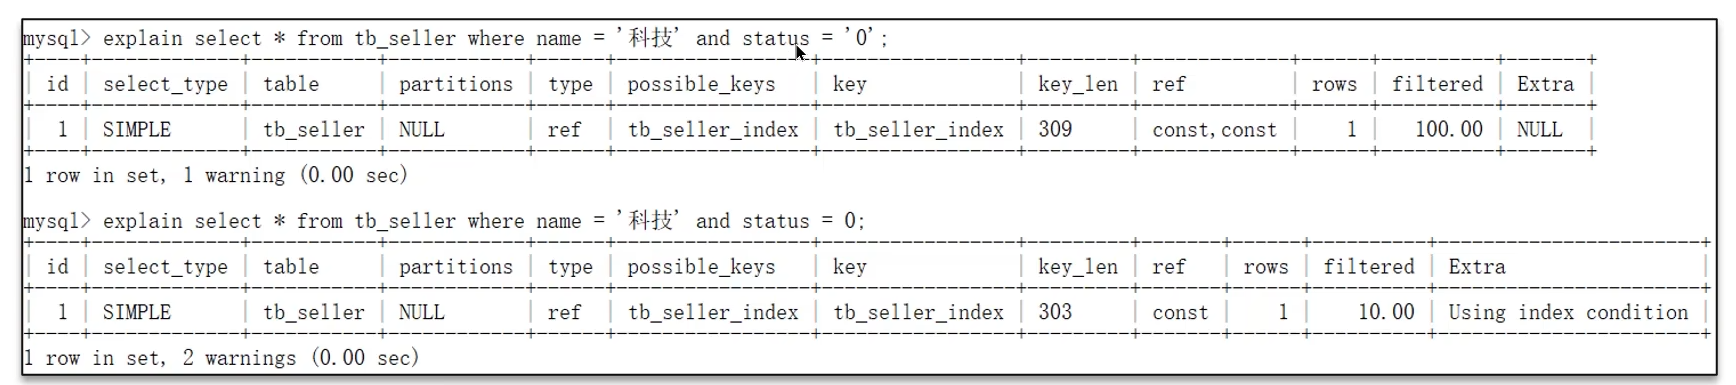 mysql> explain select * from tb_seller where name = '科技' and status = '0';
+----+-------------+-----------+------------+------+-----------------+-----------------+---------+-------------+------+----------+-------+
| id | select_type | table | partitions | type | possible_keys | key | key_len | ref | rows | filtered | Extra |
+----+-------------+-----------+------------+------+-----------------+-----------------+---------+-------------+------+----------+-------+
| 1 | SIMPLE | tb_seller | NULL | ref | tb_seller_index | tb_seller_index | 309 | const,const | 1 | 100.00 | NULL |
+----+-------------+-----------+------------+------+-----------------+-----------------+---------+-------------+------+----------+-------+
1 row in set, 1 warning (0.00 sec)
mysql> explain select * from tb_seller where name = '科技' and status = 0;
+----+-------------+-----------+------------+------+-----------------+-----------------+---------+-------+------+----------+-----------------------+
| id | select_type | table | partitions | type | possible_keys | key | key_len | ref | rows | filtered | Extra |
+----+-------------+-----------+------------+------+-----------------+-----------------+---------+-------+------+----------+-----------------------+
| 1 | SIMPLE | tb_seller | NULL | ref | tb_seller_index | tb_seller_index | 303 | const | 1 | 10.00 | Using index condition |
+----+-------------+-----------+------------+------+-----------------+-----------------+---------+-------+------+----------+-----------------------+
1 row in set, 2 warnings (0.00 sec)